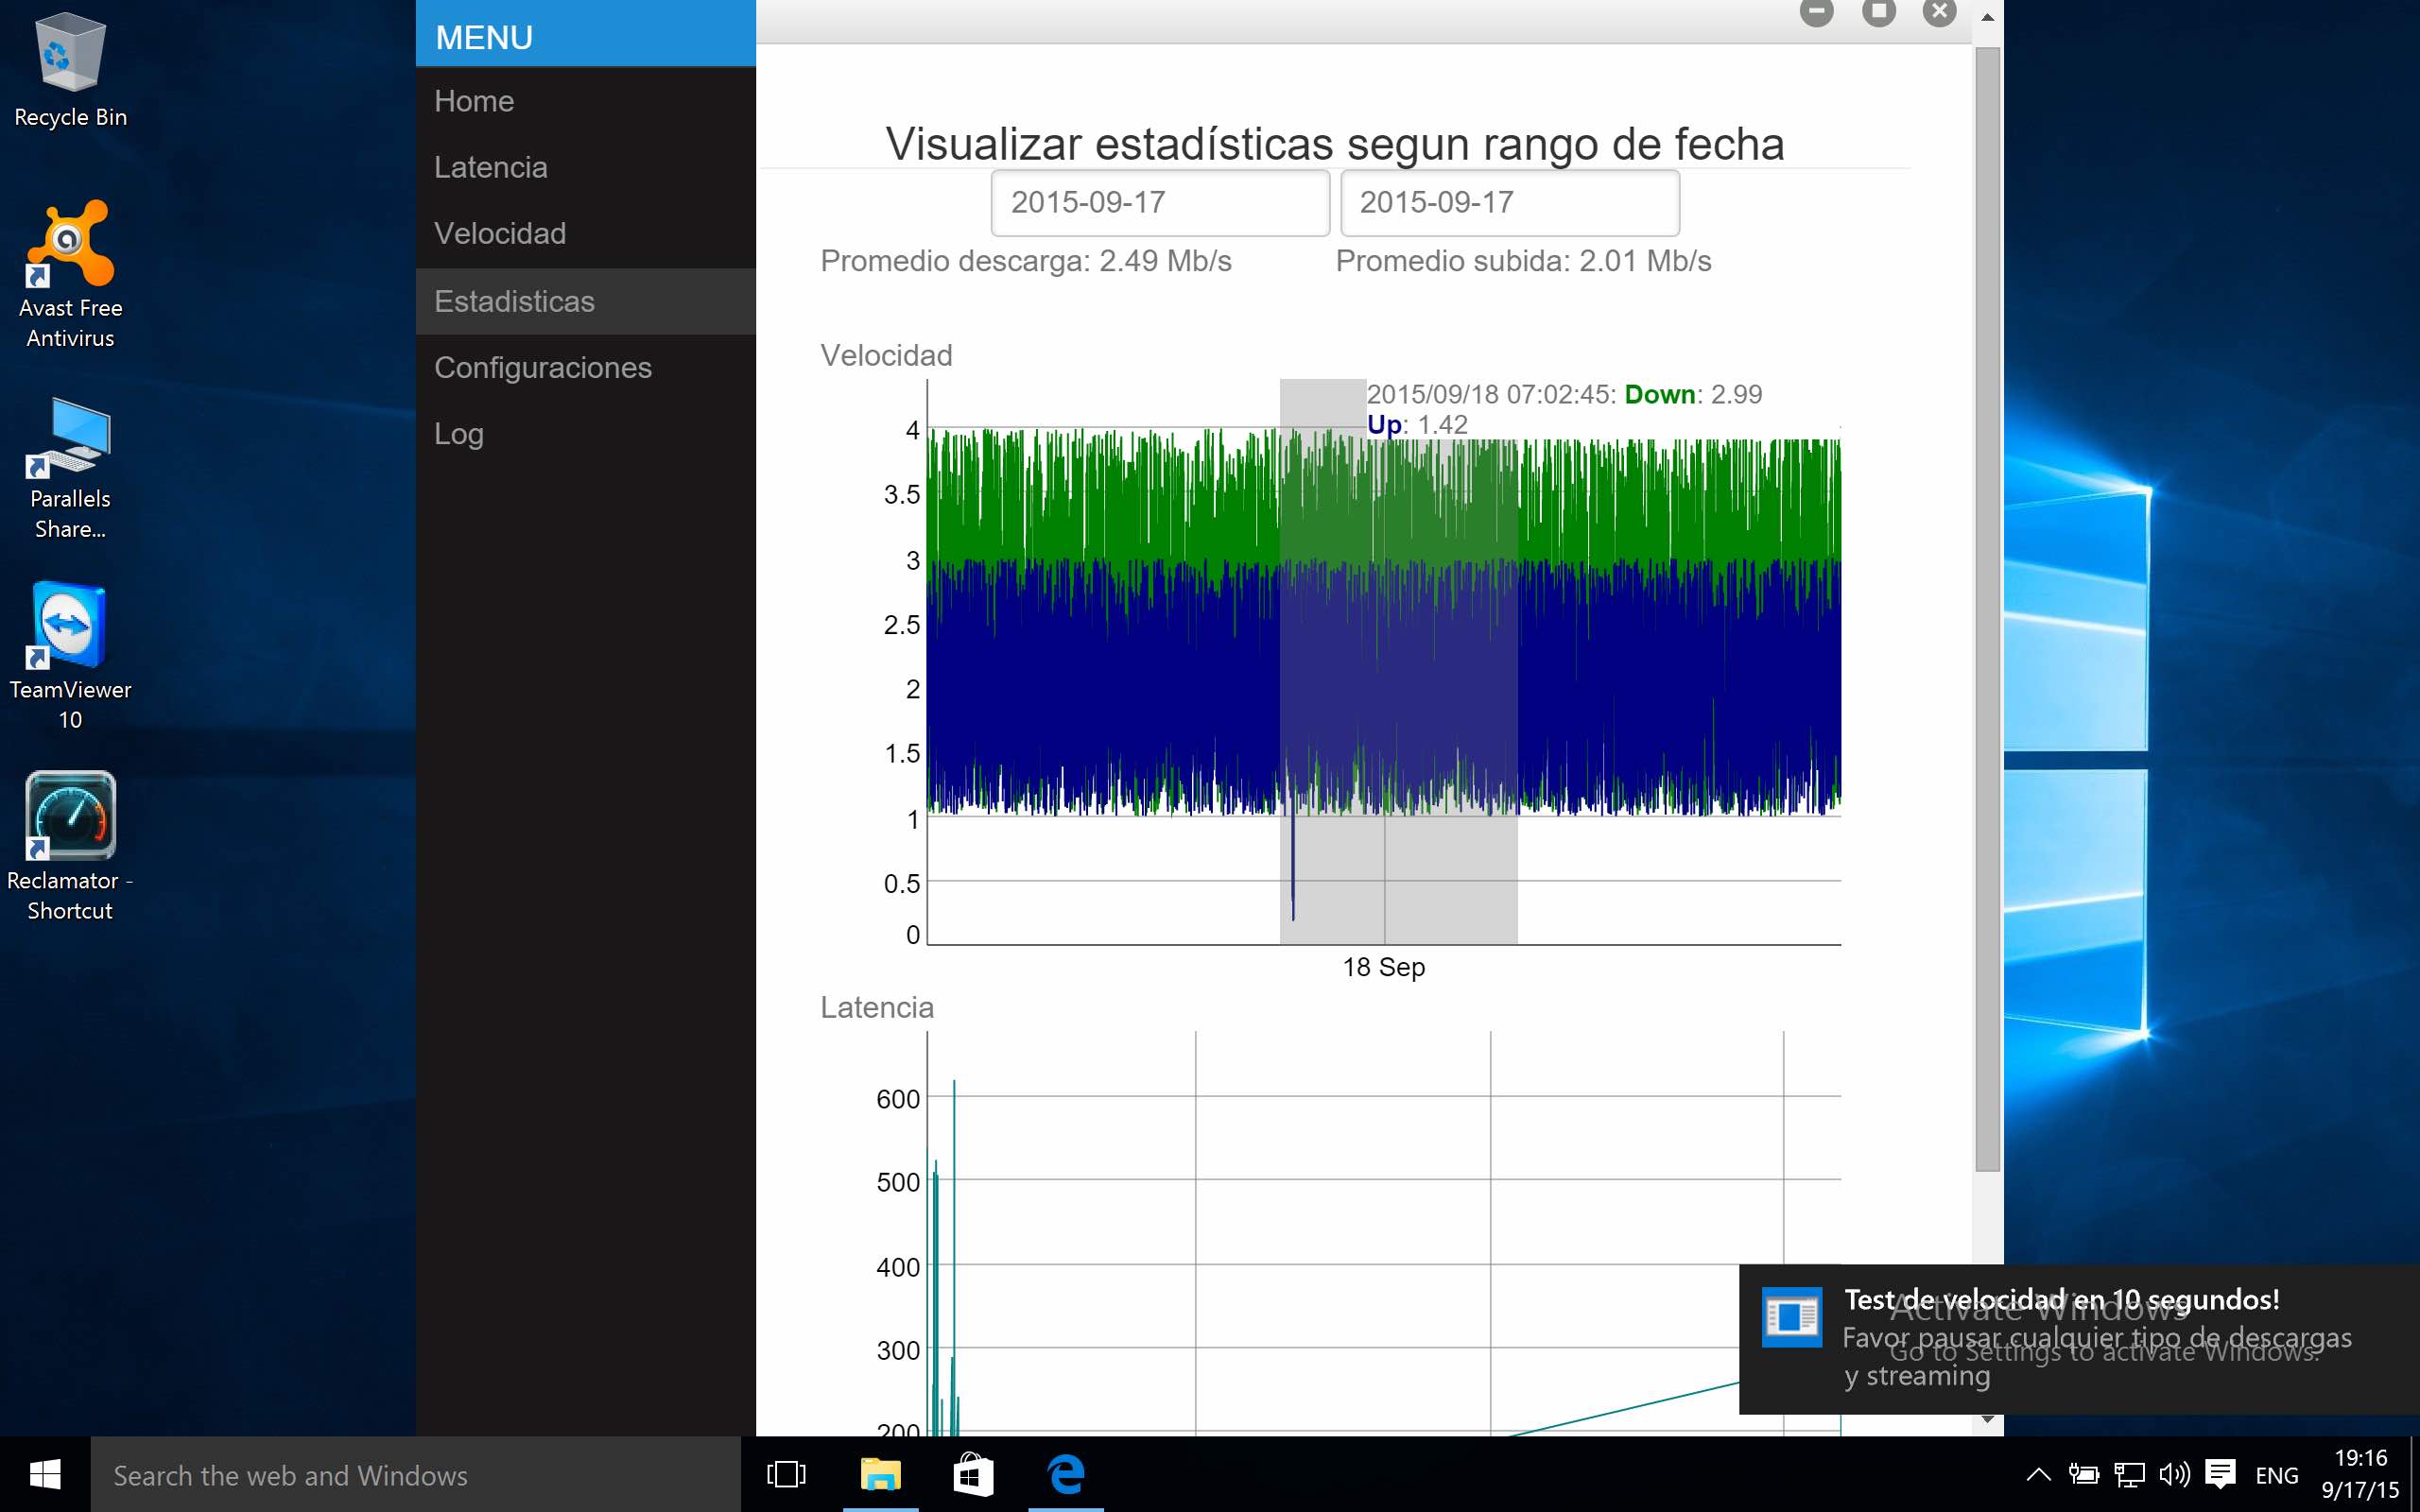 Recycle Bin
Avast Free
Antivirus
Parallels
Share...
TeamViewer
10
Reclamator -
Shortcut
MENU
Home
Latencia
Velocidad
Estadisticas
Configuraciones
Log
Visualizar estadísticas segun rango de fecha
2015-09-17 2015-09-17
Promedio descarga: 2.49 Mb/s Promedio subida: 2.01 Mb/s
Velocidad
2015/09/18 07:02:45: Down: 2.99
Up: 1.42
4
3.5
3
2.5
2
1.5
1
0.5
0
18 Sep
Latencia
600
500
400
300
200
Test de velocidad en 10 segundos!
Favor pausar cualquier tipo de descargas
y streaming
Activate Windows
Go to Settings to activate Windows.
Search the web and Windows
ENG
19:16
9/17/15